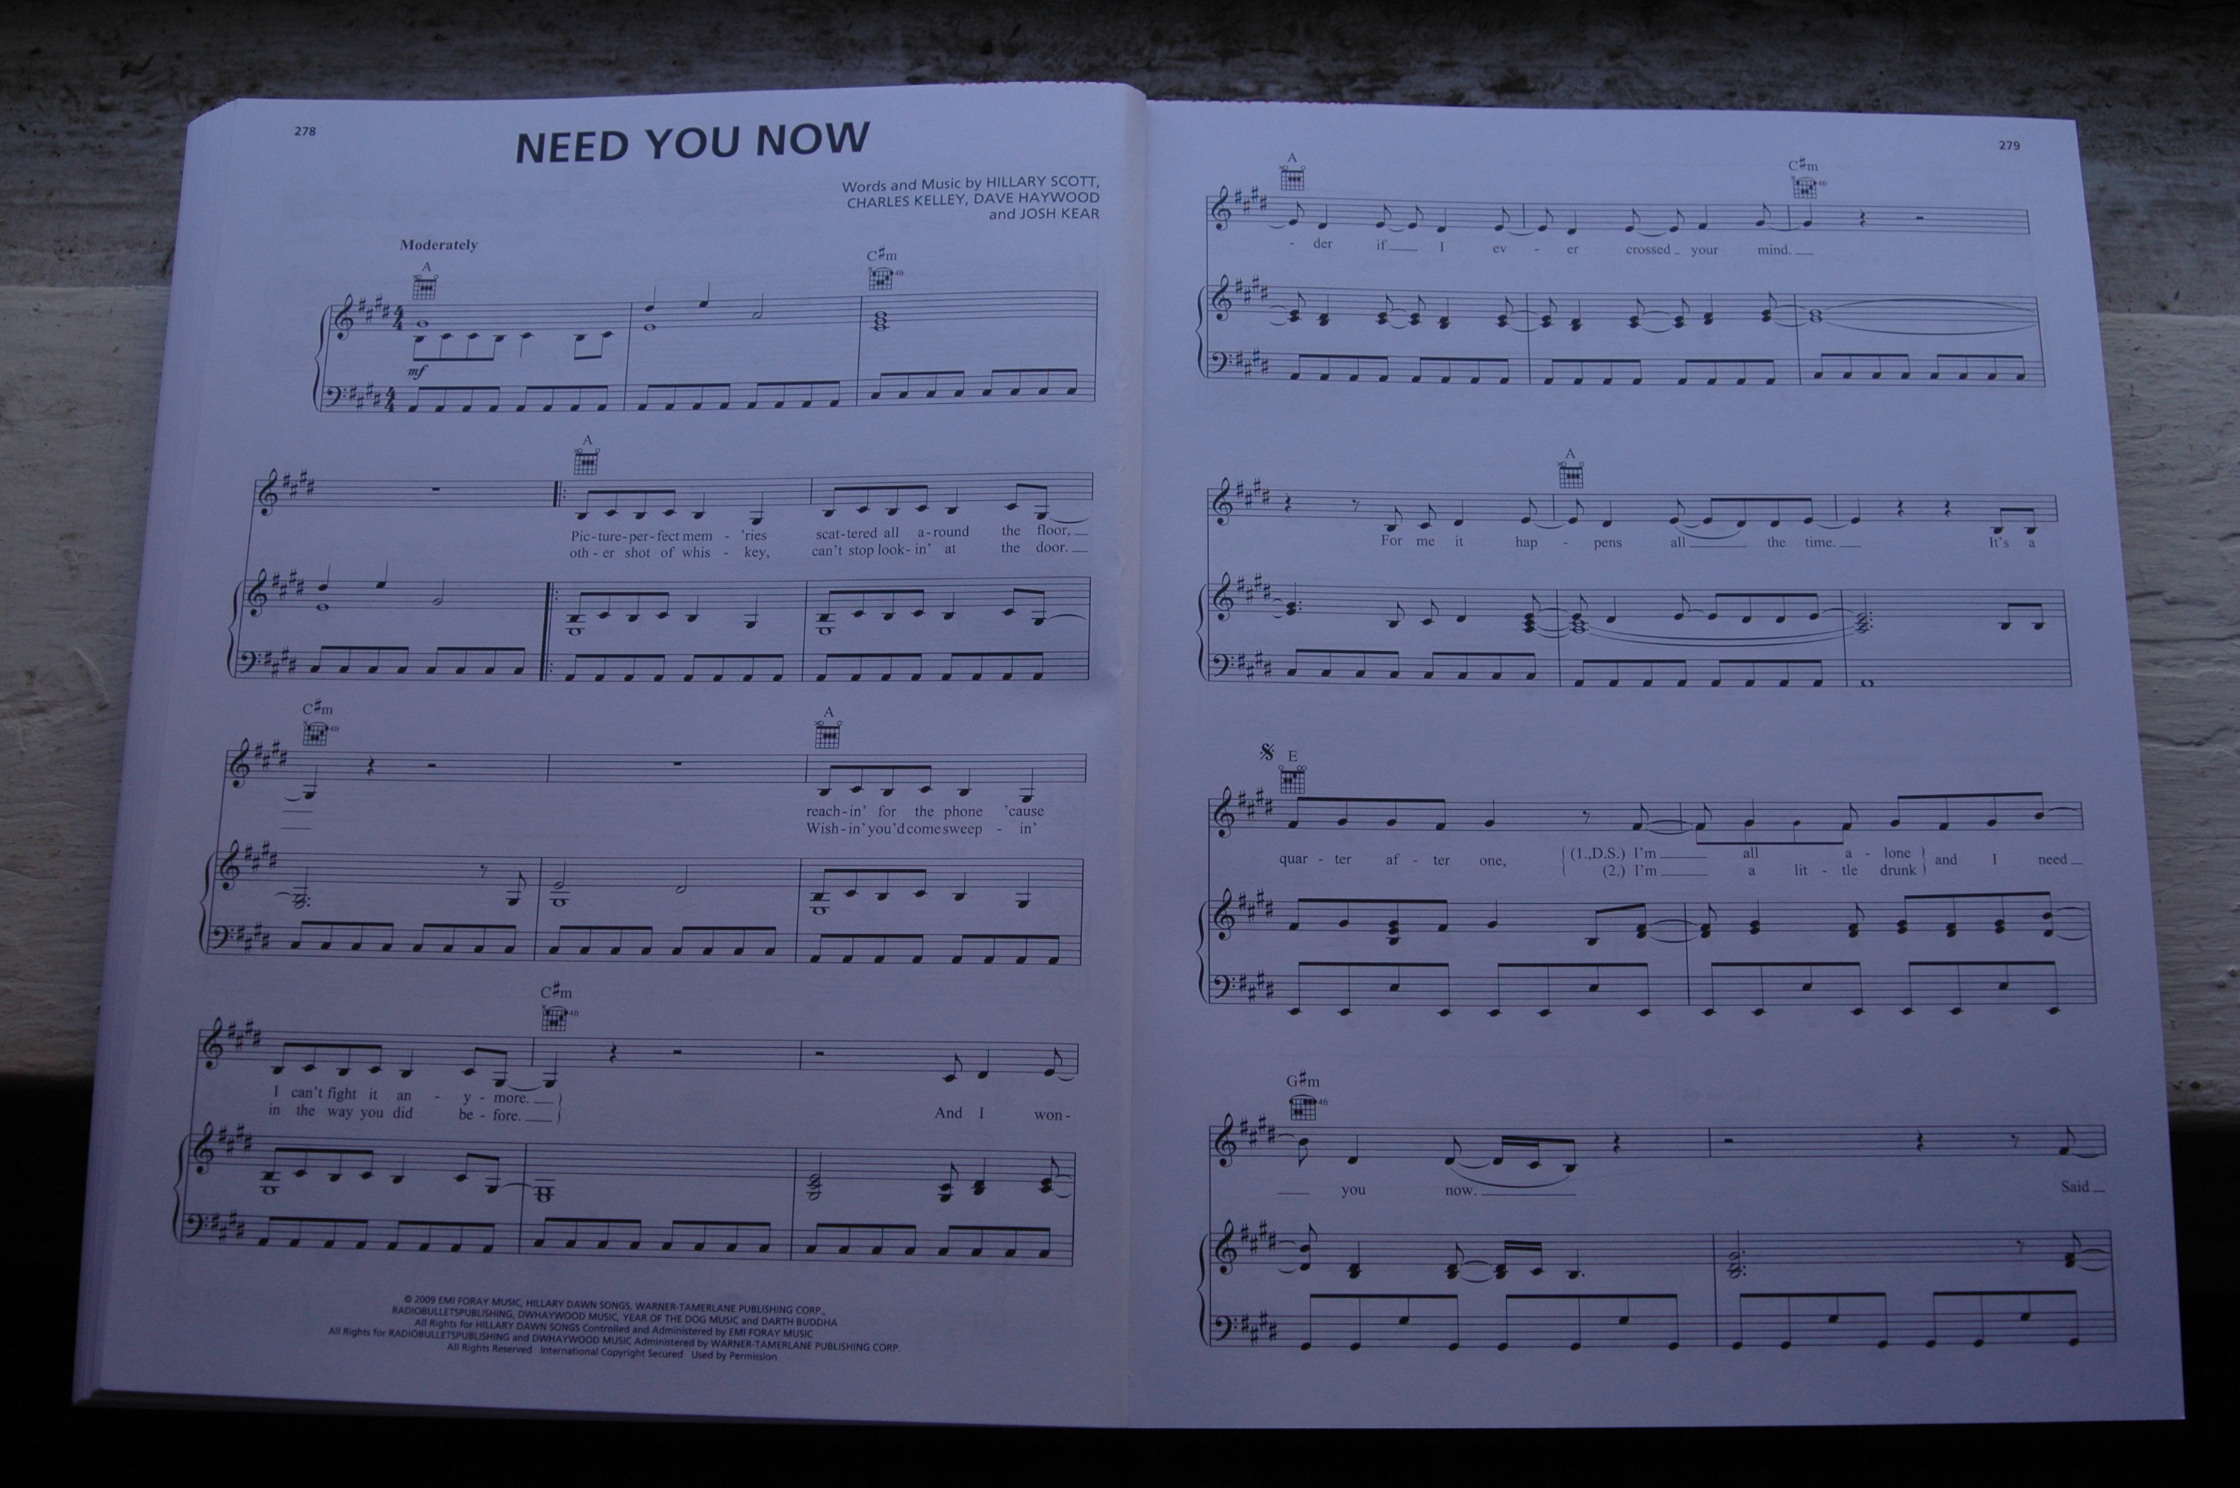 278
NEED YOU NOW
Words and Music by HILLARY SCOTT,
CHARLES KELLEY, DAVE HAYWOOD
and JOSH KEAR
Moderately
A
C#m
4fr
mf
A
Pic - ture - per - fect mem - 'ries scat - tered all a - round the floor,
oth - er shot of whis - key, can't stop look - in' at the door.
C#m
4fr
A
reach - in' for the phone 'cause
Wish - in' you'd come sweep - in'
C#m
4fr
I can't fight it an - y - more.
in the way you did be - fore.
And I won -
© 2009 EMI FORAY MUSIC, HILLARY DAWN SONGS, WARNER-TAMERLANE PUBLISHING CORP.,
RADIOBULLETSPUBLISHING, DWHAYWOOD MUSIC, YEAR OF THE DOG MUSIC and DARTH BUDDHA
All Rights for HILLARY DAWN SONGS Controlled and Administered by EMI FORAY MUSIC
All Rights for RADIOBULLETSPUBLISHING and DWHAYWOOD MUSIC Administered by WARNER-TAMERLANE PUBLISHING CORP.
All Rights Reserved International Copyright Secured Used by Permission
279
A
C#m
4fr
- der if I ev - er crossed your mind.
A
For me it hap - pens all the time. It's a
E
quar - ter af - ter one, { (1.,D.S.) I'm all a - lone } and I need
(2.) I'm a lit - tle drunk
G#m
4fr
you now. Said